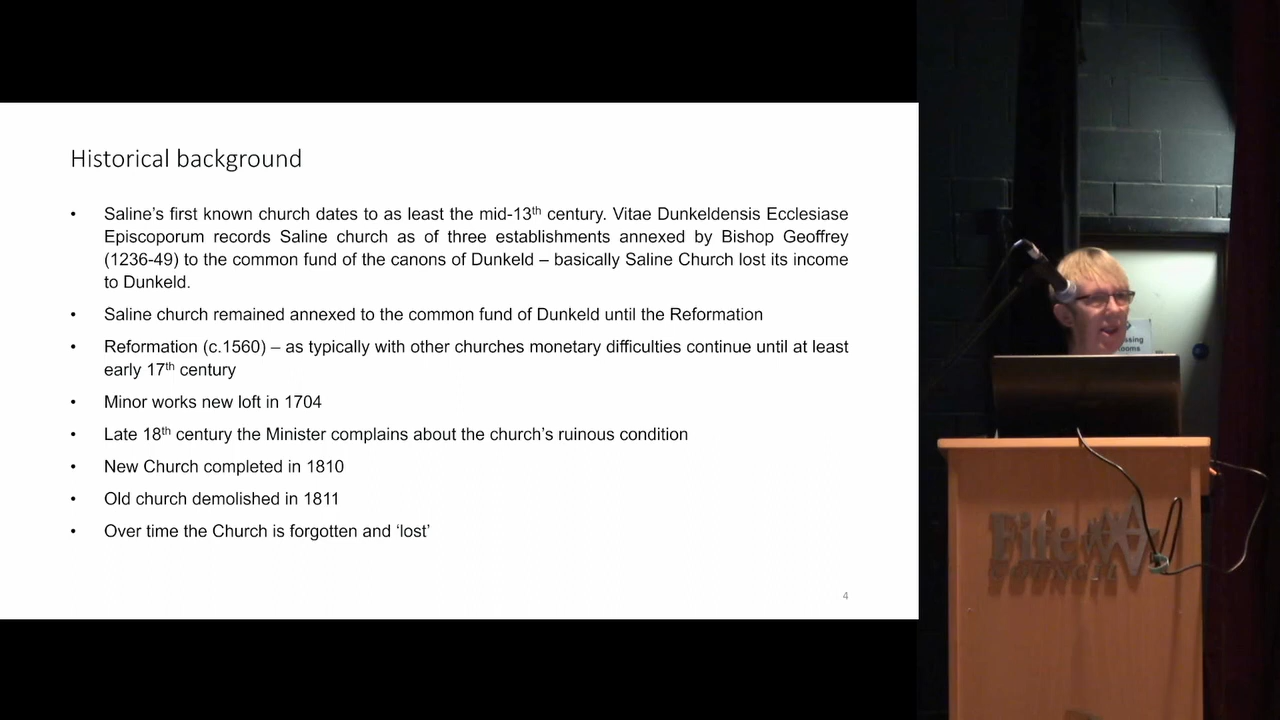 Historical background
• Saline’s first known church dates to as least the mid-13th century. Vitae Dunkeldensis Ecclesiase
Episcoporum records Saline church as of three establishments annexed by Bishop Geoffrey
(1236-49) to the common fund of the canons of Dunkeld – basically Saline Church lost its income
to Dunkeld.
• Saline church remained annexed to the common fund of Dunkeld until the Reformation
• Reformation (c.1560) – as typically with other churches monetary difficulties continue until at least
early 17th century
• Minor works new loft in 1704
• Late 18th century the Minister complains about the church’s ruinous condition
• New Church completed in 1810
• Old church demolished in 1811
• Over time the Church is forgotten and ‘lost’
4
Fife
COUNCIL